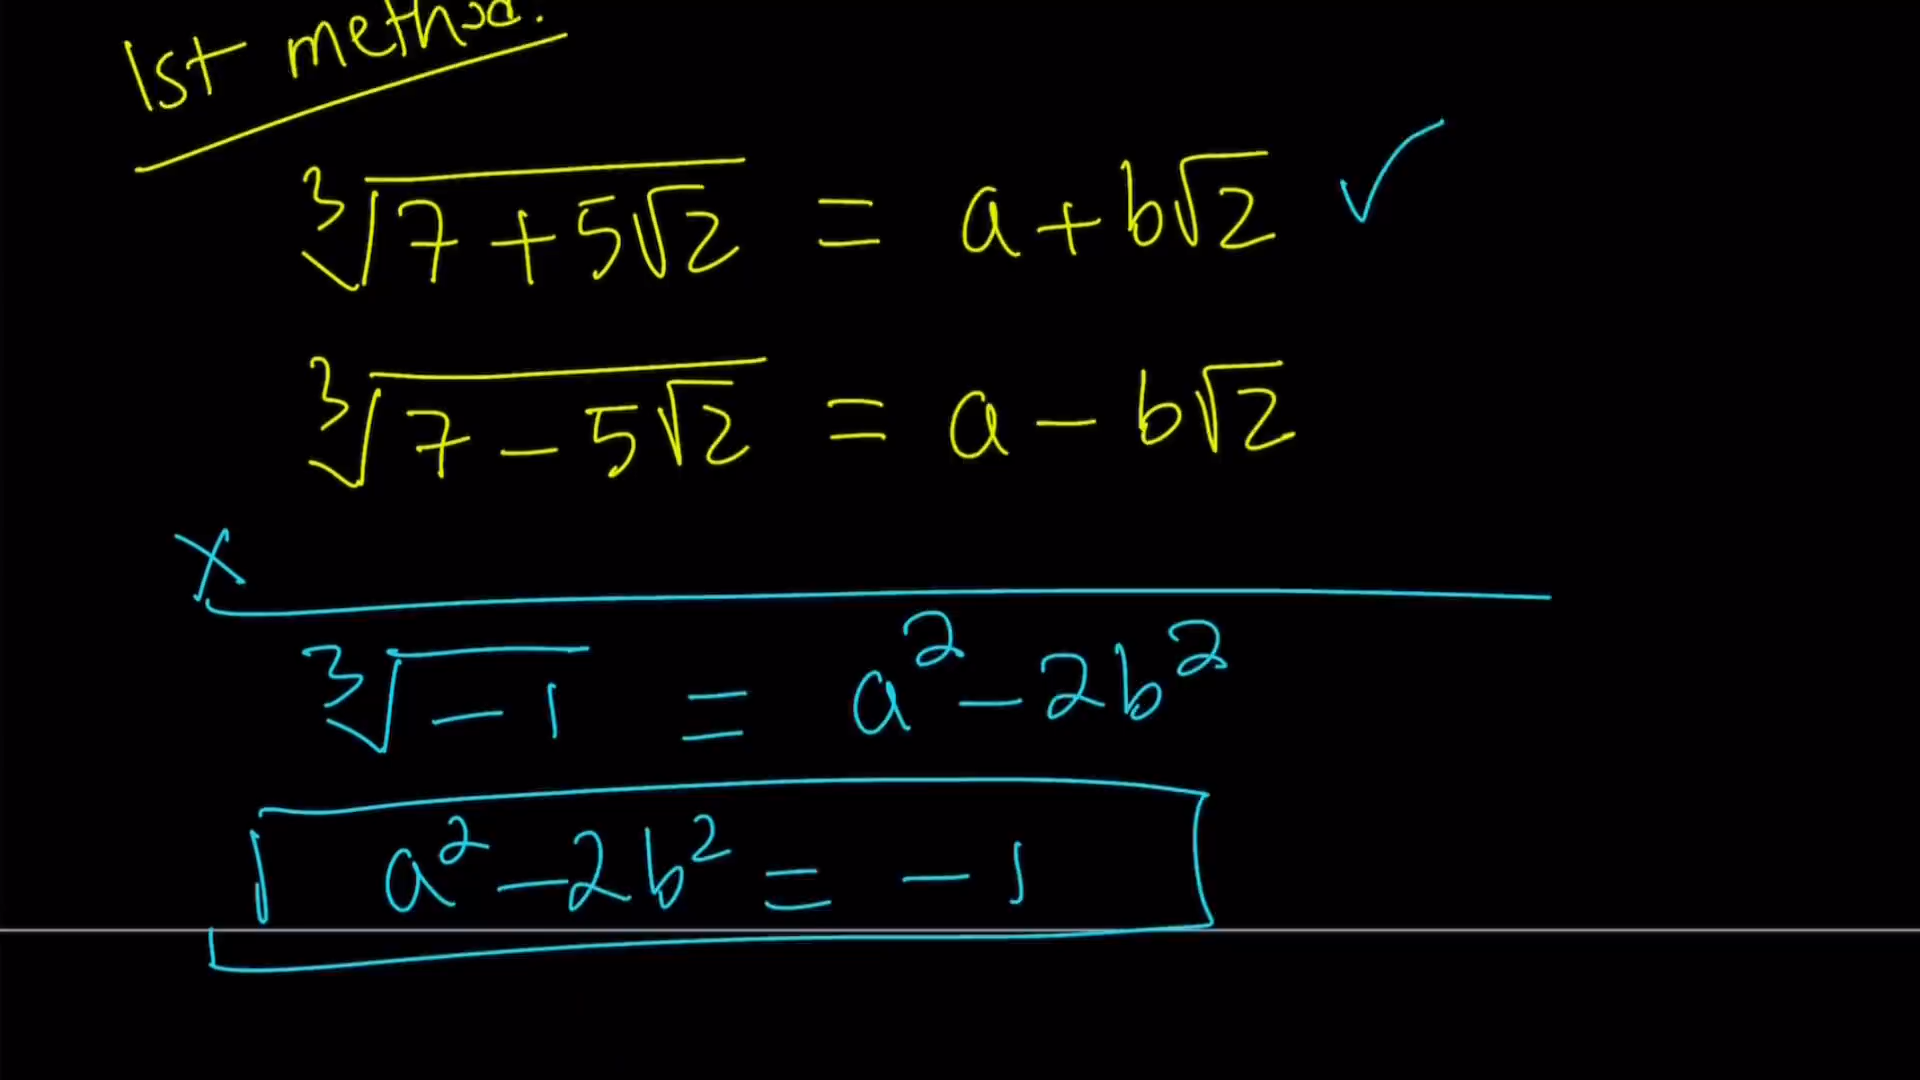 1st method:
∛(7 + 5√2) = a + b√2 ✓
∛(7 − 5√2) = a − b√2
×
∛(−1) = a² − 2b²
a² − 2b² = −1